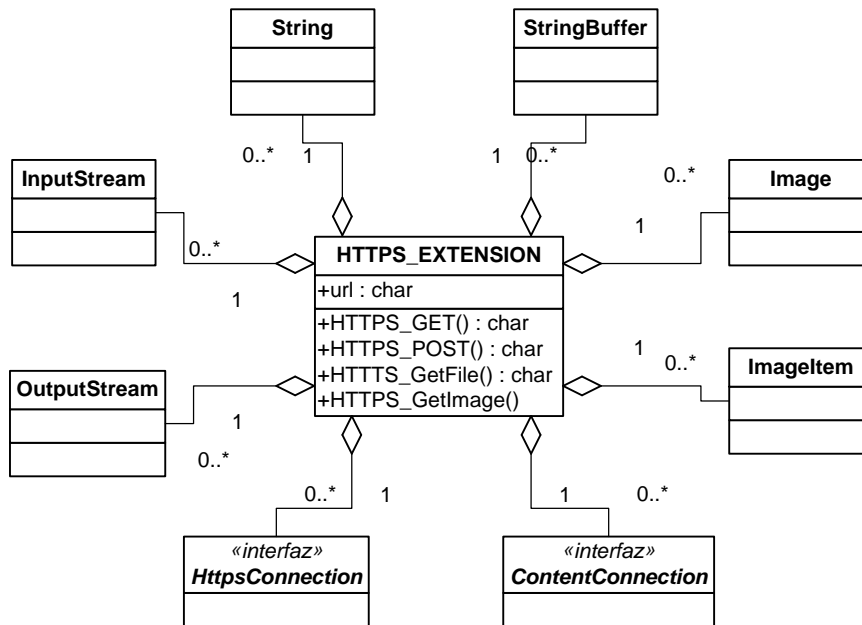 String
StringBuffer
0..*
1
1
0..*
InputStream
0..*
Image
0..*
1
1
HTTPS_EXTENSION
+url : char
+HTTPS_GET() : char
+HTTPS_POST() : char
+HTTTS_GetFile() : char
+HTTPS_GetImage()
1
0..*
ImageItem
OutputStream
1
0..*
0..*
1
1
0..*
«interfaz»
HttpsConnection
«interfaz»
ContentConnection